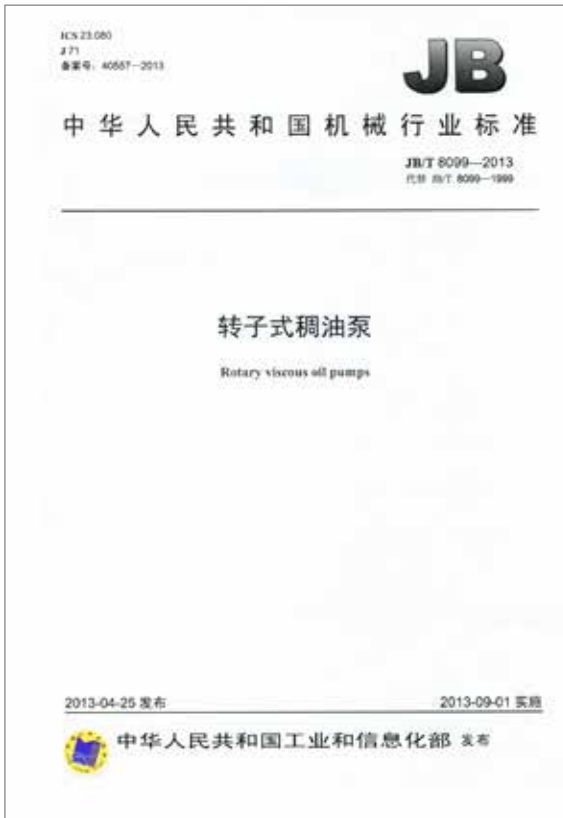 ICS 23.080
J 71
备案号：40557—2013
JB
中华人民共和国机械行业标准
JB/T 8099—2013
代替 JB/T 8099—1999
转子式稠油泵
Rotary viscous oil pumps
2013-04-25 发布
2013-09-01 实施
中华人民共和国工业和信息化部 发布